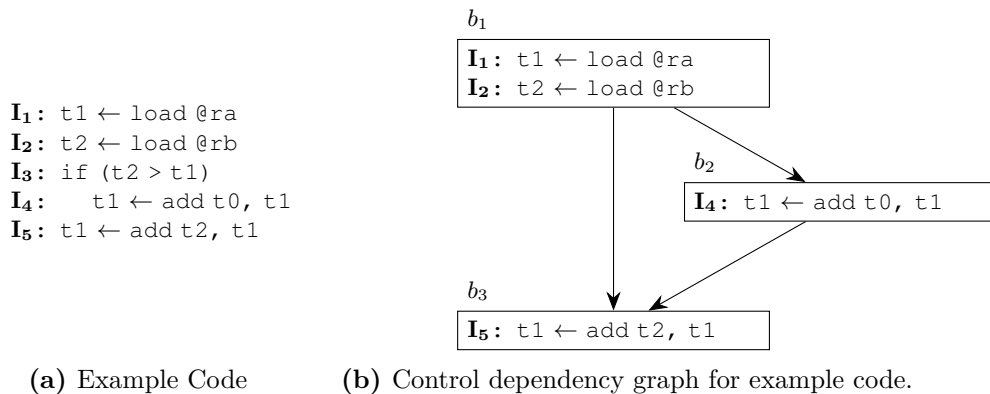 I₁: t1 ← load @ra
I₂: t2 ← load @rb
I₃: if (t2 > t1)
I₄: t1 ← add t0, t1
I₅: t1 ← add t2, t1
(a) Example Code
b₁
I₁: t1 ← load @ra
I₂: t2 ← load @rb
b₂
I₄: t1 ← add t0, t1
b₃
I₅: t1 ← add t2, t1
(b) Control dependency graph for example code.